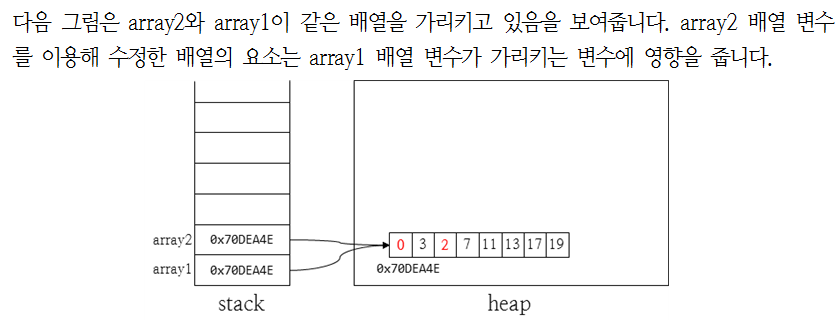 다음 그림은 array2와 array1이 같은 배열을 가리키고 있음을 보여줍니다. array2 배열 변수
를 이용해 수정한 배열의 요소는 array1 배열 변수가 가리키는 변수에 영향을 줍니다.
array2 0x70DEA4E 0 3 2 7 11 13 17 19
array1 0x70DEA4E 0x70DEA4E
stack heap